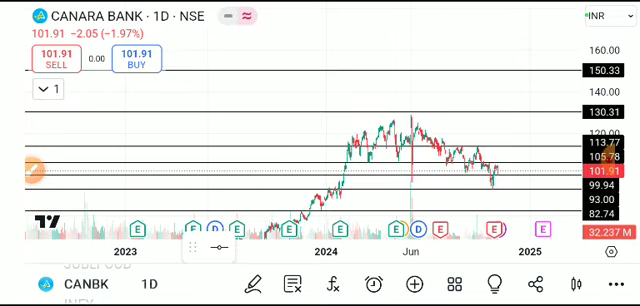 CANARA BANK · 1D · NSE
INR
101.91 −2.05 (−1.97%)
101.91
SELL
0.00
101.91
BUY
1
160.00
150.33
140.00
130.31
120.00
113.77
105.78
101.91
99.94
93.00
82.74
32.237 M
E E D E E E E D E E E
2023
2024
Jun
2025
CANBK 1D